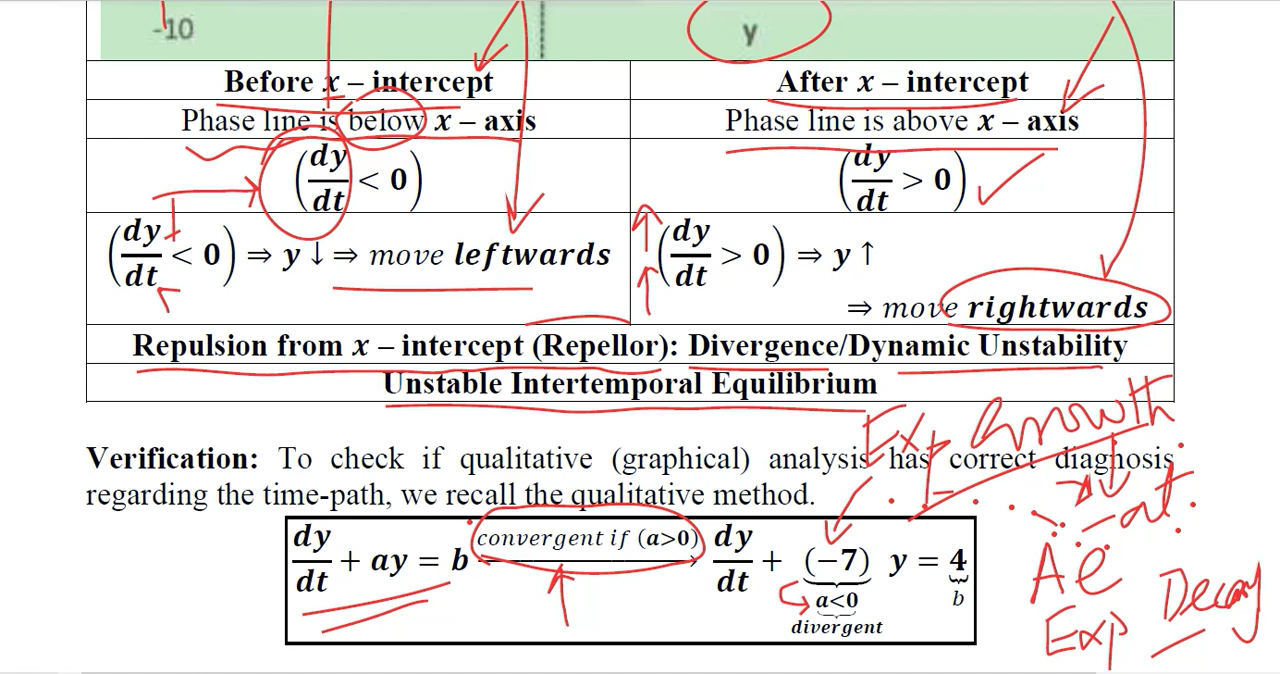 -10
y
Before x – intercept
After x – intercept
Phase line is below x – axis
Phase line is above x – axis
(dy/dt < 0)
(dy/dt > 0)
(dy/dt < 0) ⇒ y ↓ ⇒ move leftwards
(dy/dt > 0) ⇒ y ↑
⇒ move rightwards
Repulsion from x – intercept (Repellor): Divergence/Dynamic Unstability
Unstable Intertemporal Equilibrium
Exp Growth
Verification: To check if qualitative (graphical) analysis has correct diagnosis
regarding the time-path, we recall the qualitative method.
dy/dt + ay = b convergent if (a>0) dy/dt + (−7) y = 4
a<0 b
divergent
Ae −at
Exp Decay